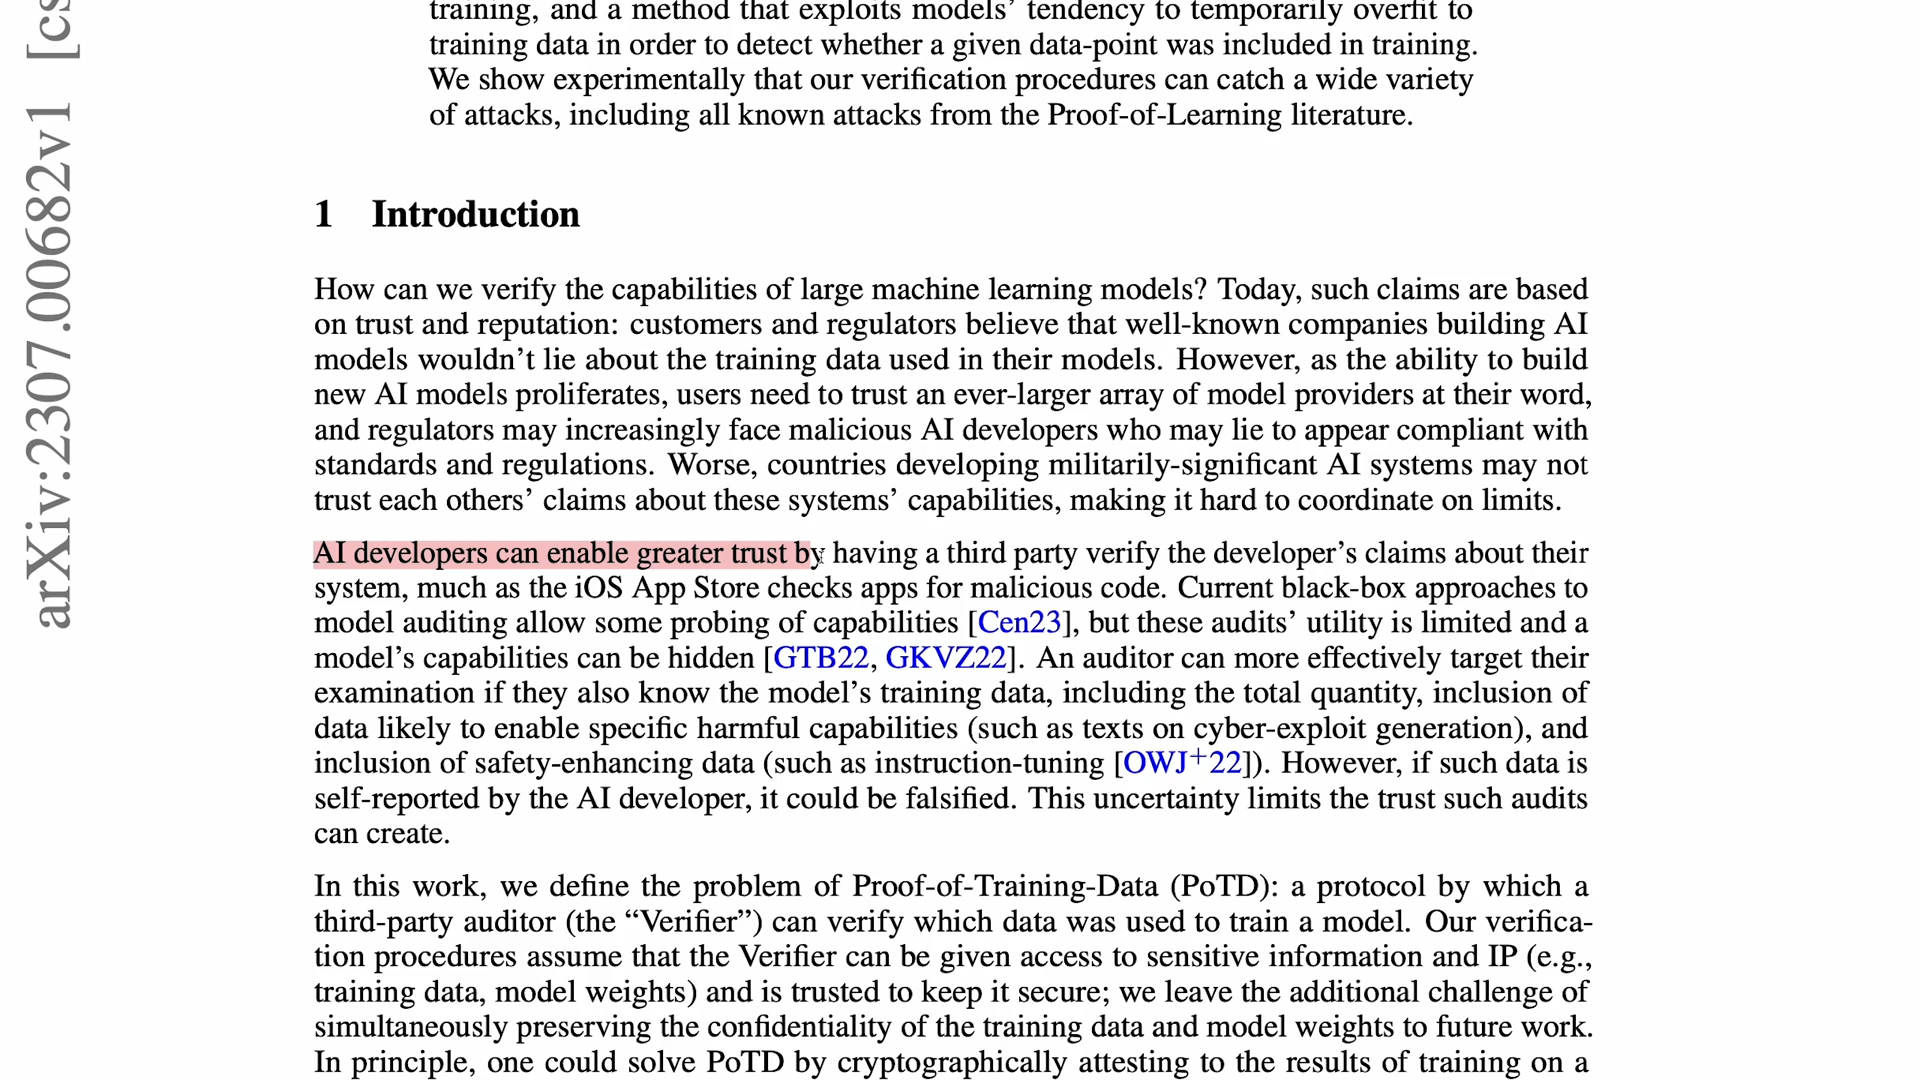 training, and a method that exploits models' tendency to temporarily overfit to
training data in order to detect whether a given data-point was included in training.
We show experimentally that our verification procedures can catch a wide variety
of attacks, including all known attacks from the Proof-of-Learning literature.
arXiv:2307.00682v1 [cs
1 Introduction
How can we verify the capabilities of large machine learning models? Today, such claims are based
on trust and reputation: customers and regulators believe that well-known companies building AI
models wouldn't lie about the training data used in their models. However, as the ability to build
new AI models proliferates, users need to trust an ever-larger array of model providers at their word,
and regulators may increasingly face malicious AI developers who may lie to appear compliant with
standards and regulations. Worse, countries developing militarily-significant AI systems may not
trust each others' claims about these systems' capabilities, making it hard to coordinate on limits.
AI developers can enable greater trust by having a third party verify the developer's claims about their
system, much as the iOS App Store checks apps for malicious code. Current black-box approaches to
model auditing allow some probing of capabilities [Cen23], but these audits' utility is limited and a
model's capabilities can be hidden [GTB22, GKVZ22]. An auditor can more effectively target their
examination if they also know the model's training data, including the total quantity, inclusion of
data likely to enable specific harmful capabilities (such as texts on cyber-exploit generation), and
inclusion of safety-enhancing data (such as instruction-tuning [OWJ+22]). However, if such data is
self-reported by the AI developer, it could be falsified. This uncertainty limits the trust such audits
can create.
In this work, we define the problem of Proof-of-Training-Data (PoTD): a protocol by which a
third-party auditor (the “Verifier”) can verify which data was used to train a model. Our verifica-
tion procedures assume that the Verifier can be given access to sensitive information and IP (e.g.,
training data, model weights) and is trusted to keep it secure; we leave the additional challenge of
simultaneously preserving the confidentiality of the training data and model weights to future work.
In principle, one could solve PoTD by cryptographically attesting to the results of training on a